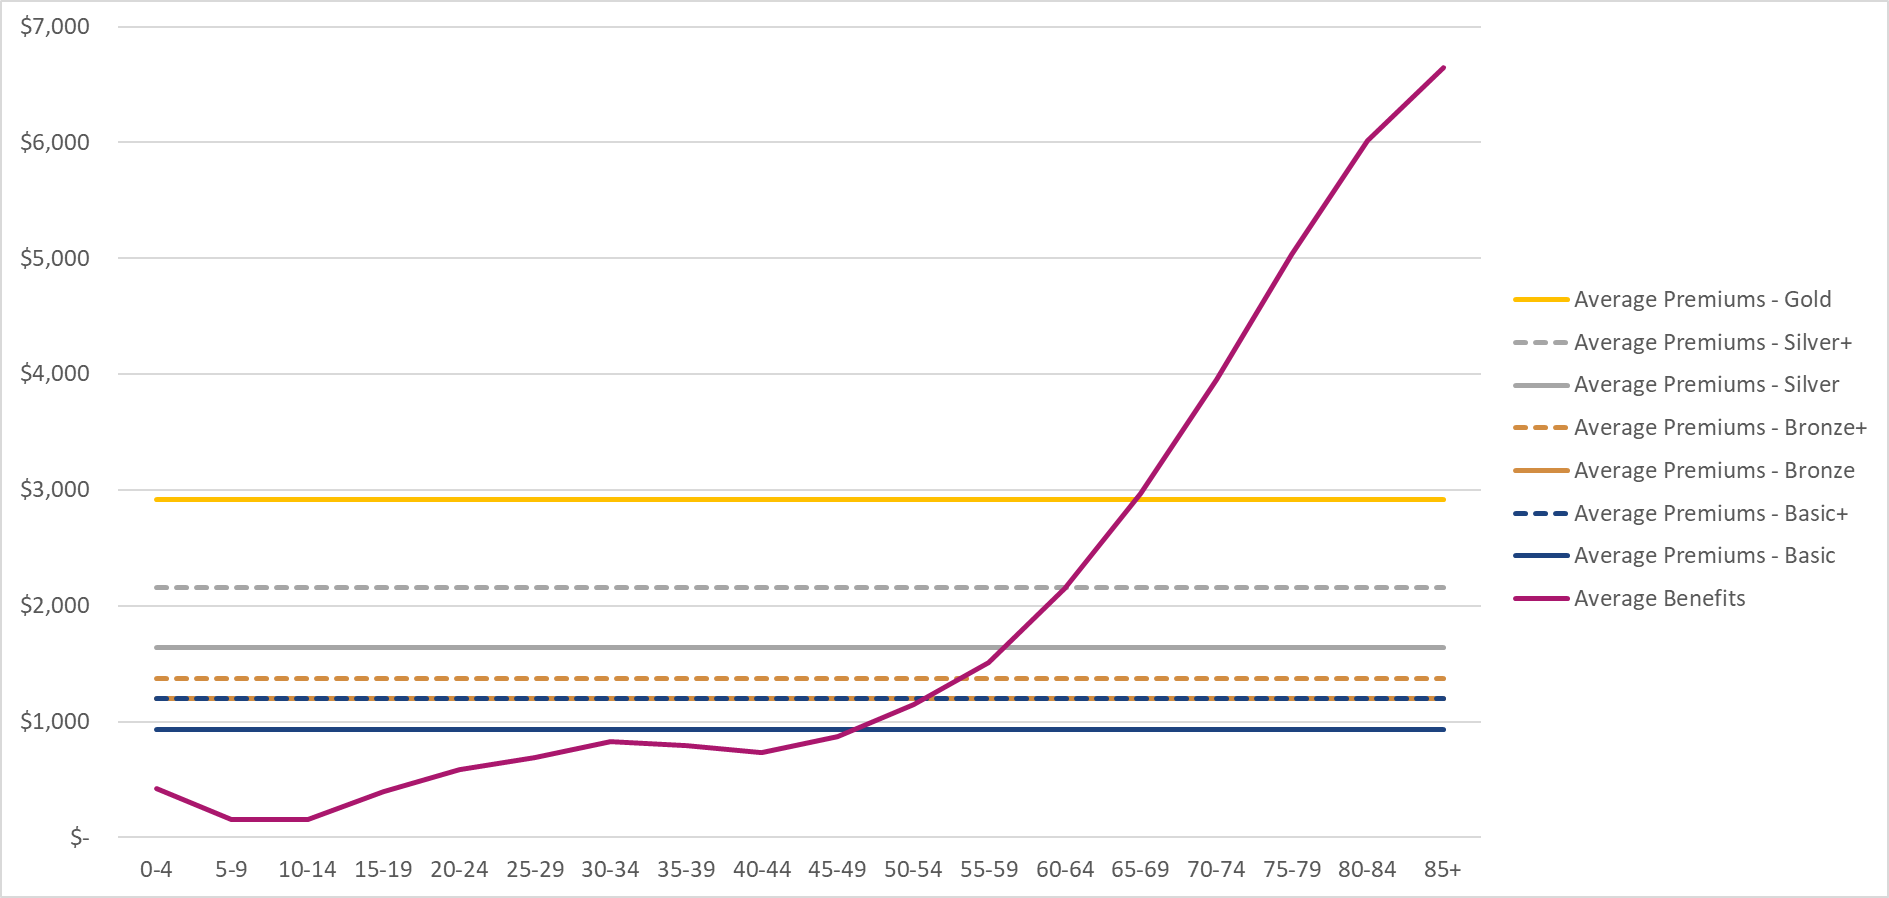 $7,000
$6,000
$5,000
$4,000
$3,000
$2,000
$1,000
$-
0-4 5-9 10-14 15-19 20-24 25-29 30-34 35-39 40-44 45-49 50-54 55-59 60-64 65-69 70-74 75-79 80-84 85+
Average Premiums - Gold
Average Premiums - Silver+
Average Premiums - Silver
Average Premiums - Bronze+
Average Premiums - Bronze
Average Premiums - Basic+
Average Premiums - Basic
Average Benefits